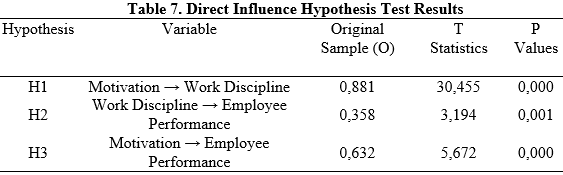 Table 7. Direct Influence Hypothesis Test Results
Hypothesis Variable Original Sample (O) T Statistics P Values
H1 Motivation → Work Discipline 0,881 30,455 0,000
H2 Work Discipline → Employee Performance 0,358 3,194 0,001
H3 Motivation → Employee Performance 0,632 5,672 0,000